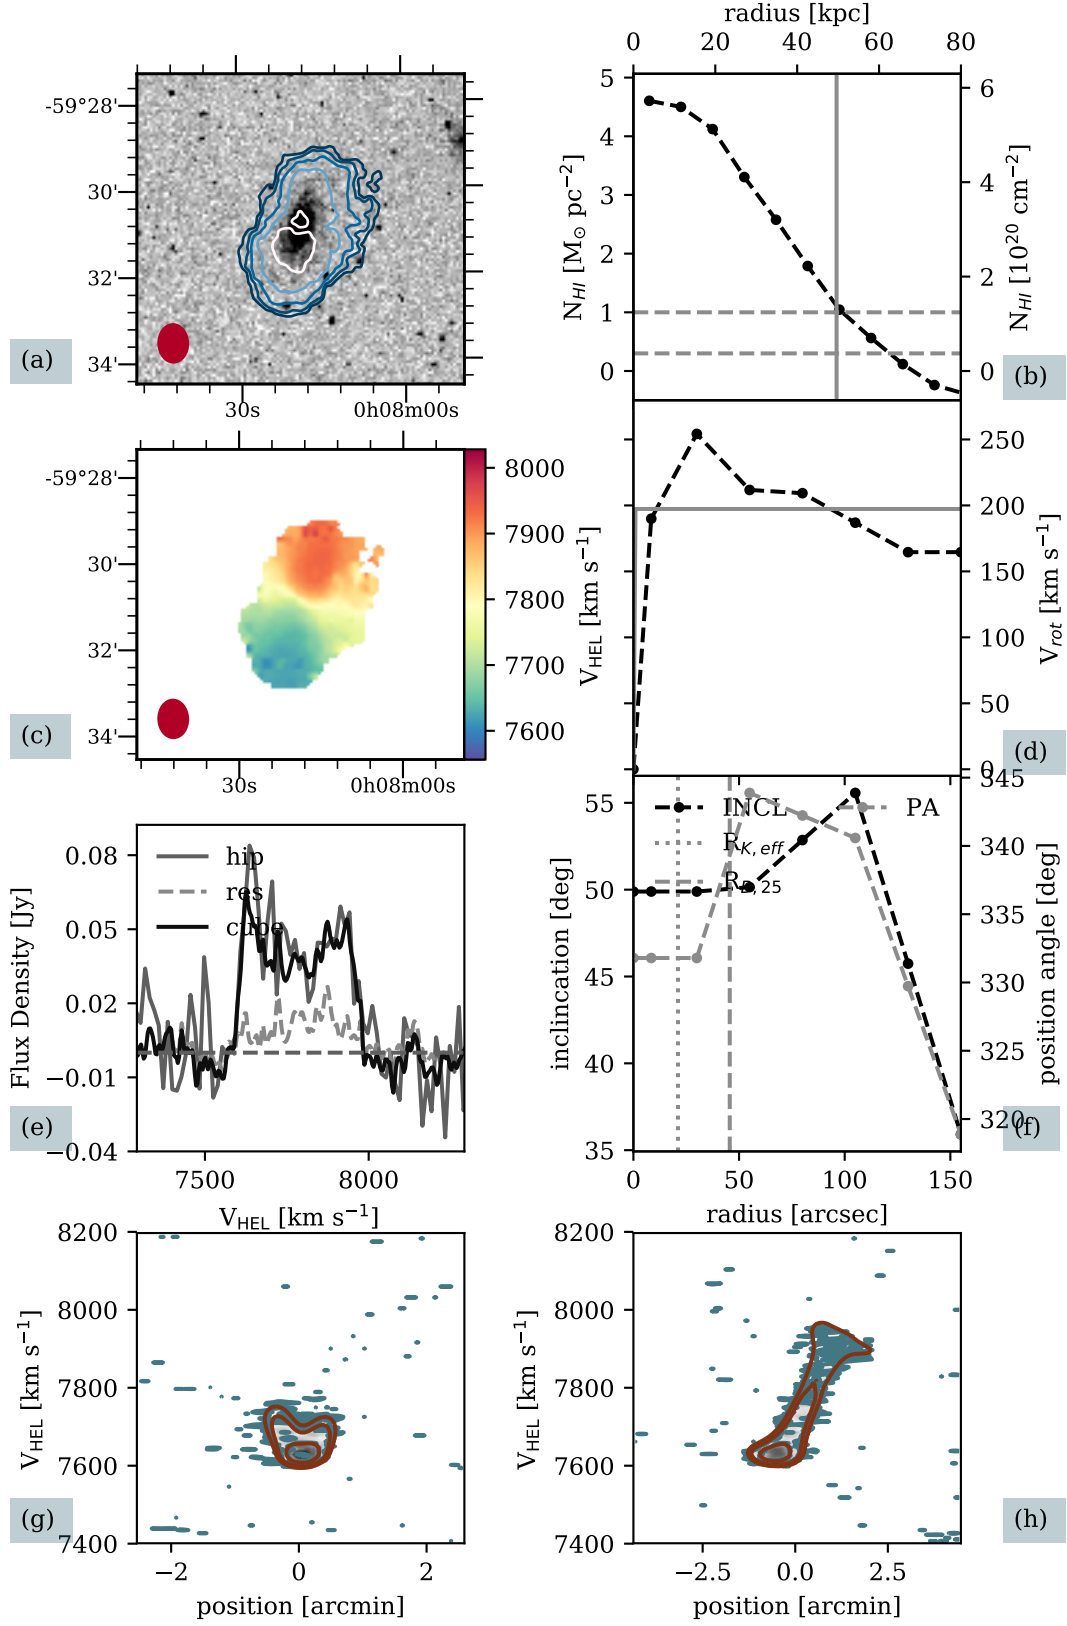 radius [kpc]
0 20 40 60 80
-59°28'
30'
32'
34'
(a)
30s 0h08m00s
5
4
3
2
1
0
N_HI [M⊙ pc⁻²]
6
4
2
0
N_HI [10²⁰ cm⁻²]
(b)
-59°28'
30'
32'
34'
(c)
30s 0h08m00s
8000
7900
7800
7700
7600
V_HEL [km s⁻¹]
250
200
150
100
50
0
V_rot [km s⁻¹]
(d)
0.08
0.05
0.02
−0.01
−0.04
Flux Density [Jy]
hip
res
cube
(e)
7500 8000
V_HEL [km s⁻¹]
55
50
45
40
35
inclincation [deg]
INCL
R_K,eff
R_B,25
PA
345
340
335
330
325
320
position angle [deg]
(f)
0 50 100 150
radius [arcsec]
8200
8000
7800
7600
7400
V_HEL [km s⁻¹]
(g)
−2 0 2
position [arcmin]
8200
8000
7800
7600
7400
V_HEL [km s⁻¹]
(h)
−2.5 0.0 2.5
position [arcmin]